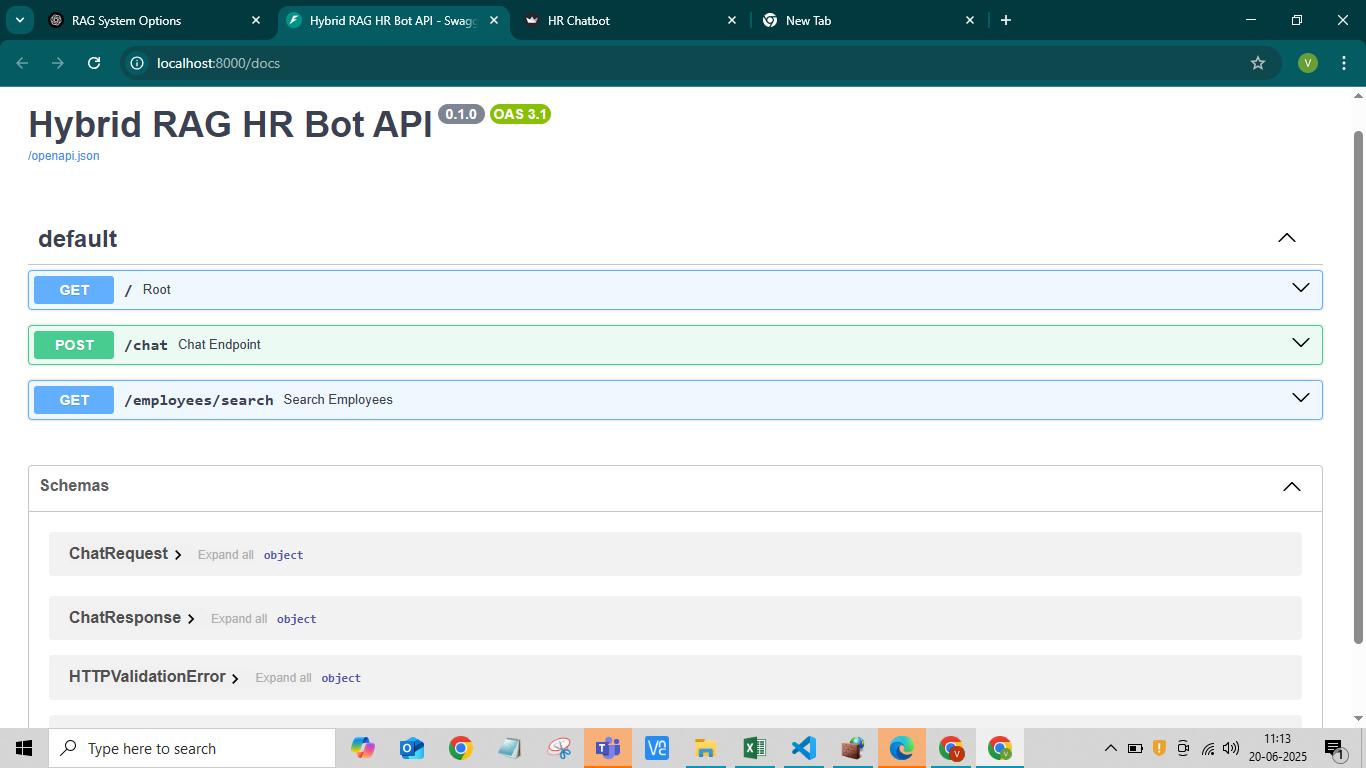 RAG System Options
Hybrid RAG HR Bot API - Swagg
HR Chatbot
New Tab
localhost:8000/docs
V
Hybrid RAG HR Bot API 0.1.0 OAS 3.1
/openapi.json
default
GET / Root
POST /chat Chat Endpoint
GET /employees/search Search Employees
Schemas
ChatRequest Expand all object
ChatResponse Expand all object
HTTPValidationError Expand all object
Type here to search
11:13
20-06-2025
1